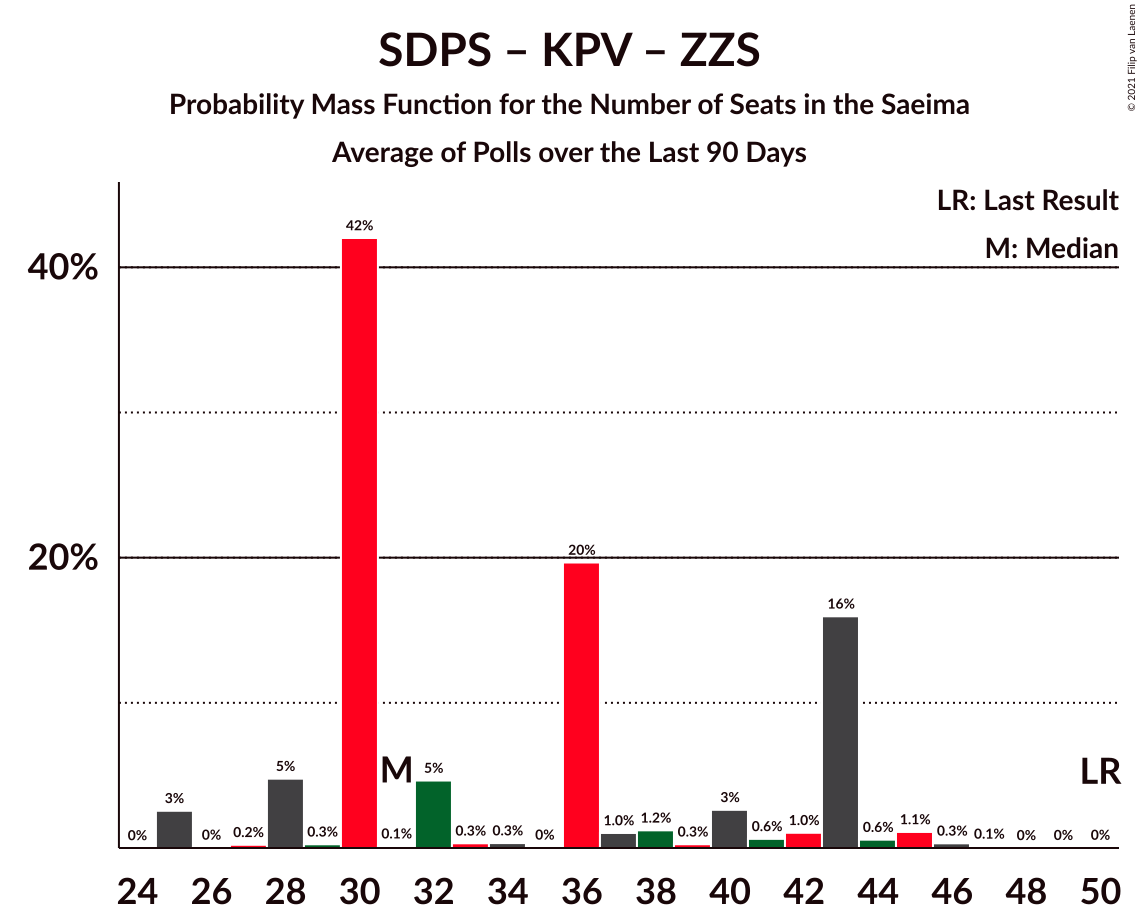 SDPS – KPV – ZZS
Probability Mass Function for the Number of Seats in the Saeima
Average of Polls over the Last 90 Days
© 2021 Filip van Laenen
LR: Last Result
M: Median
40%
20%
0% 3% 0% 0.2% 5% 0.3% 42% 0.1% 5% 0.3% 0.3% 0% 20% 1.0% 1.2% 0.3% 3% 0.6% 1.0% 16% 0.6% 1.1% 0.3% 0.1% 0% 0% 0%
M
LR
24 26 28 30 32 34 36 38 40 42 44 46 48 50